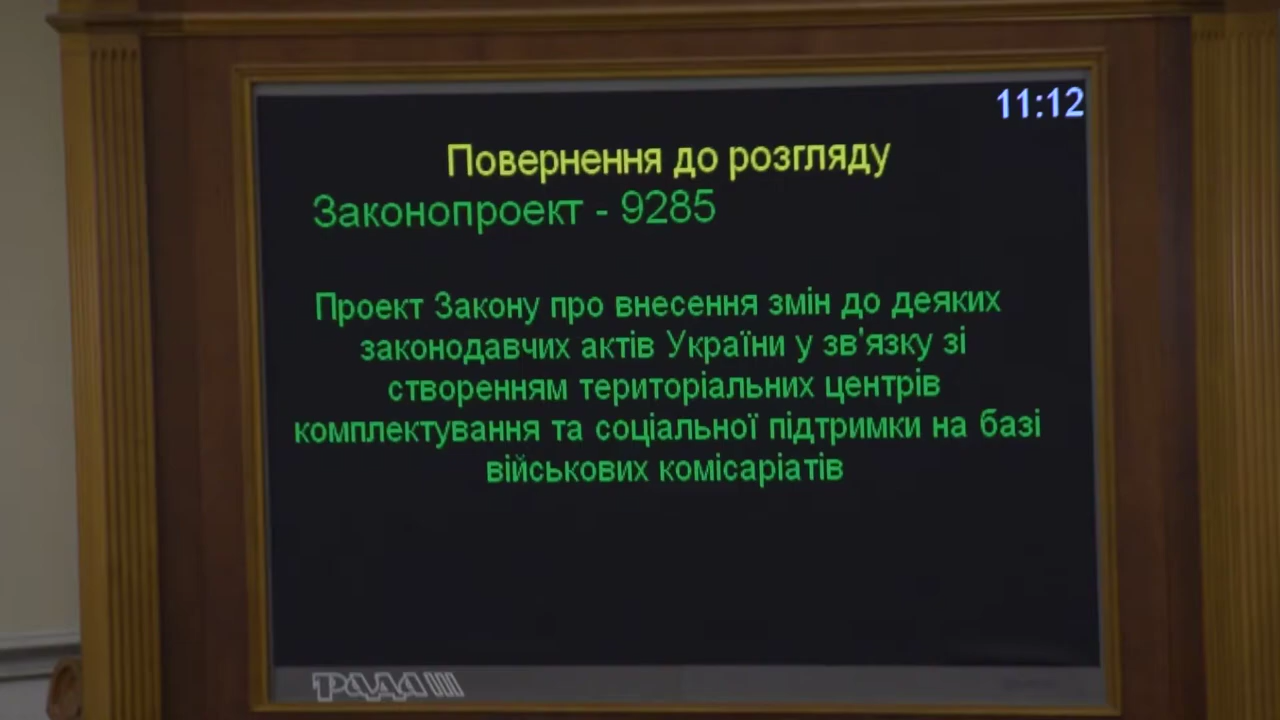 11:12
Повернення до розгляду
Законопроект - 9285
Проект Закону про внесення змін до деяких
законодавчих актів України у зв'язку зі
створенням територіальних центрів
комплектування та соціальної підтримки на базі
військових комісаріатів
РАДА III